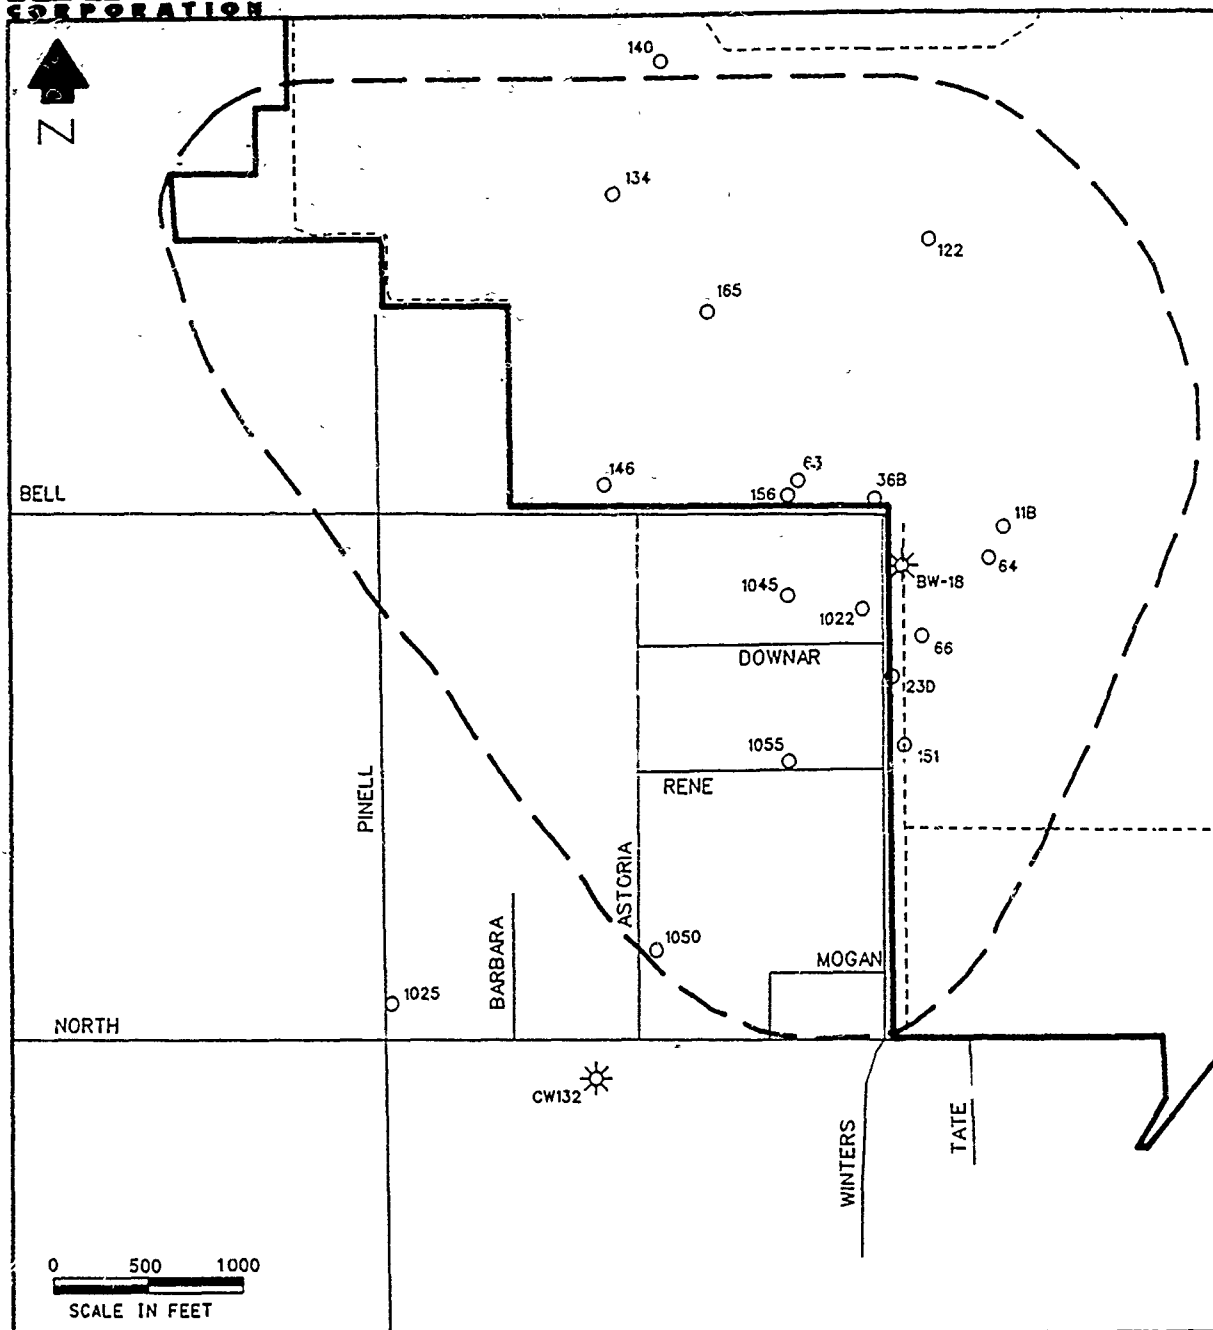 CORPORATION
N
140
134
122
165
146
63
156
36B
BELL
11B
64
BW-18
1045
1022
66
DOWNAR
23D
151
1055
RENE
PINELL
ASTORIA
BARBARA
1050
MOGAN
1025
NORTH
CW132
WINTERS
TATE
0 500 1000
SCALE IN FEET